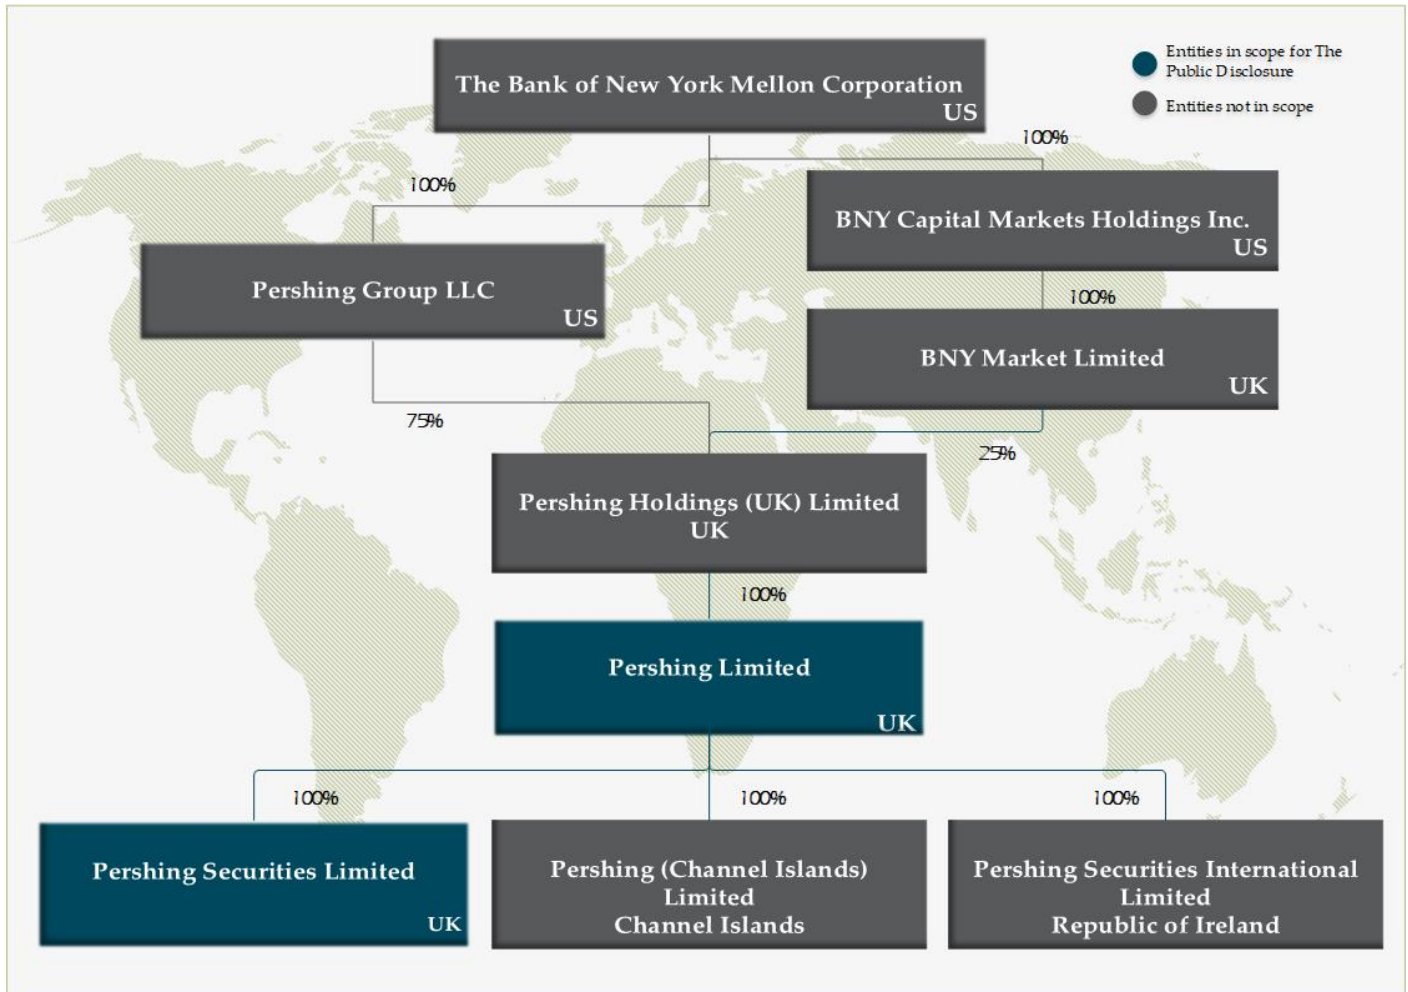 The Bank of New York Mellon Corporation
US
Entities in scope for The
Public Disclosure
Entities not in scope
100%
100%
BNY Capital Markets Holdings Inc.
US
Pershing Group LLC
US
100%
BNY Market Limited
UK
75%
25%
Pershing Holdings (UK) Limited
UK
100%
Pershing Limited
UK
100%
100%
100%
Pershing Securities Limited
UK
Pershing (Channel Islands)
Limited
Channel Islands
Pershing Securities International
Limited
Republic of Ireland